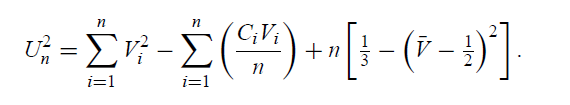 U_n^2 = \sum_{i=1}^{n} V_i^2 - \sum_{i=1}^{n} \left( \frac{C_i V_i}{n} \right) + n \left[ \frac{1}{3} - \left( \bar{V} - \frac{1}{2} \right)^2 \right].